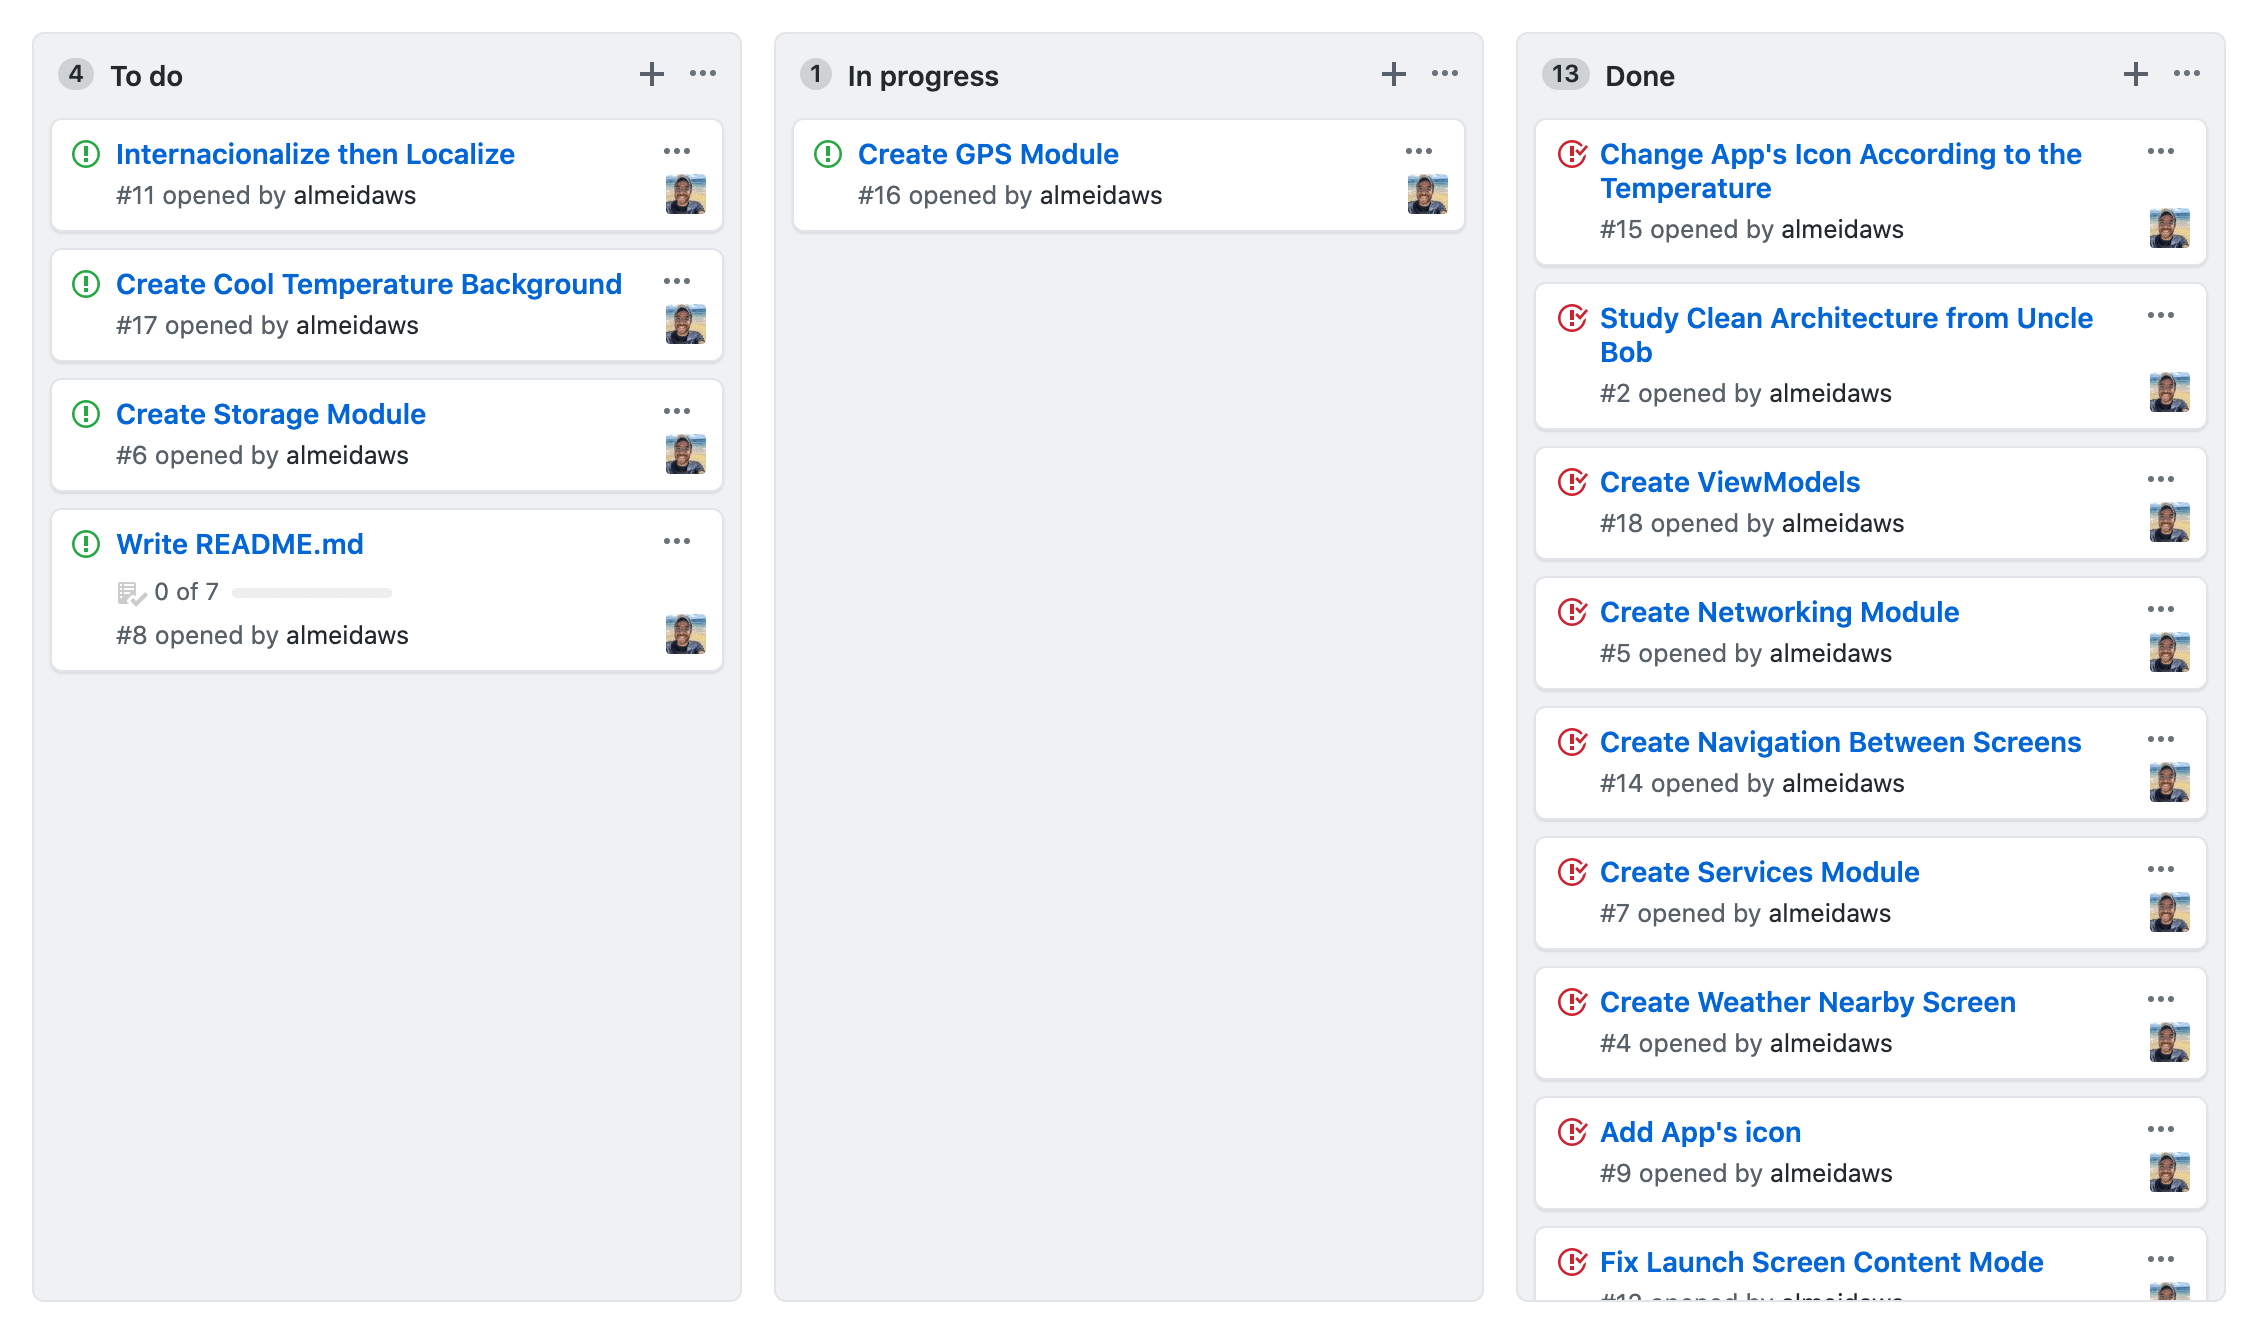 4 To do
Internacionalize then Localize
#11 opened by almeidaws
Create Cool Temperature Background
#17 opened by almeidaws
Create Storage Module
#6 opened by almeidaws
Write README.md
0 of 7
#8 opened by almeidaws
1 In progress
Create GPS Module
#16 opened by almeidaws
13 Done
Change App's Icon According to the
Temperature
#15 opened by almeidaws
Study Clean Architecture from Uncle
Bob
#2 opened by almeidaws
Create ViewModels
#18 opened by almeidaws
Create Networking Module
#5 opened by almeidaws
Create Navigation Between Screens
#14 opened by almeidaws
Create Services Module
#7 opened by almeidaws
Create Weather Nearby Screen
#4 opened by almeidaws
Add App's icon
#9 opened by almeidaws
Fix Launch Screen Content Mode
opened by almeidaws